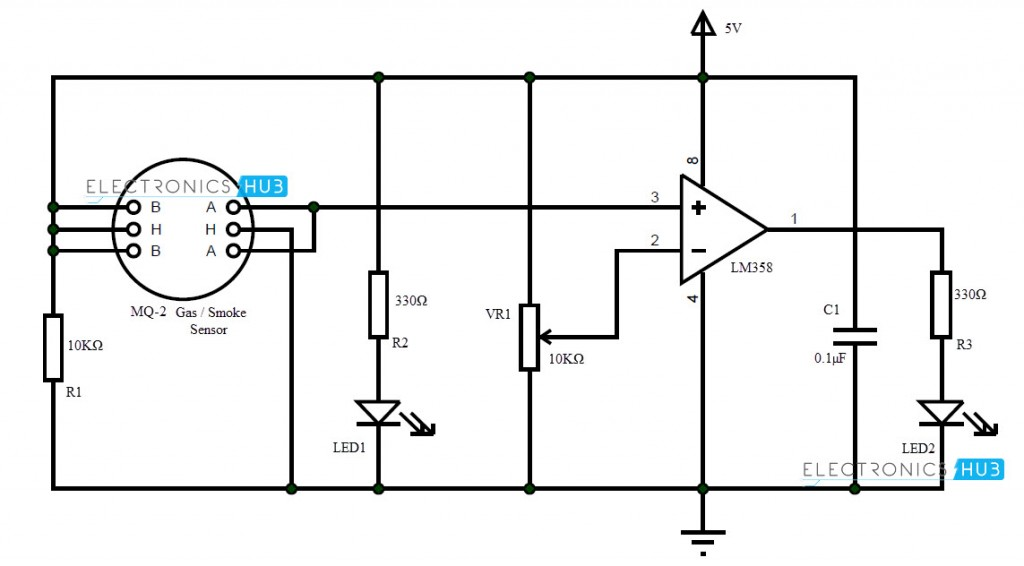 5V
ELECTRONICS HUB
8
B A
H H
B A
3
2
1
4
LM358
MQ-2 Gas / Smoke
Sensor
10KΩ
R1
330Ω
R2
LED1
VR1
10KΩ
C1
0.1µF
330Ω
R3
LED2
ELECTRONICS HUB